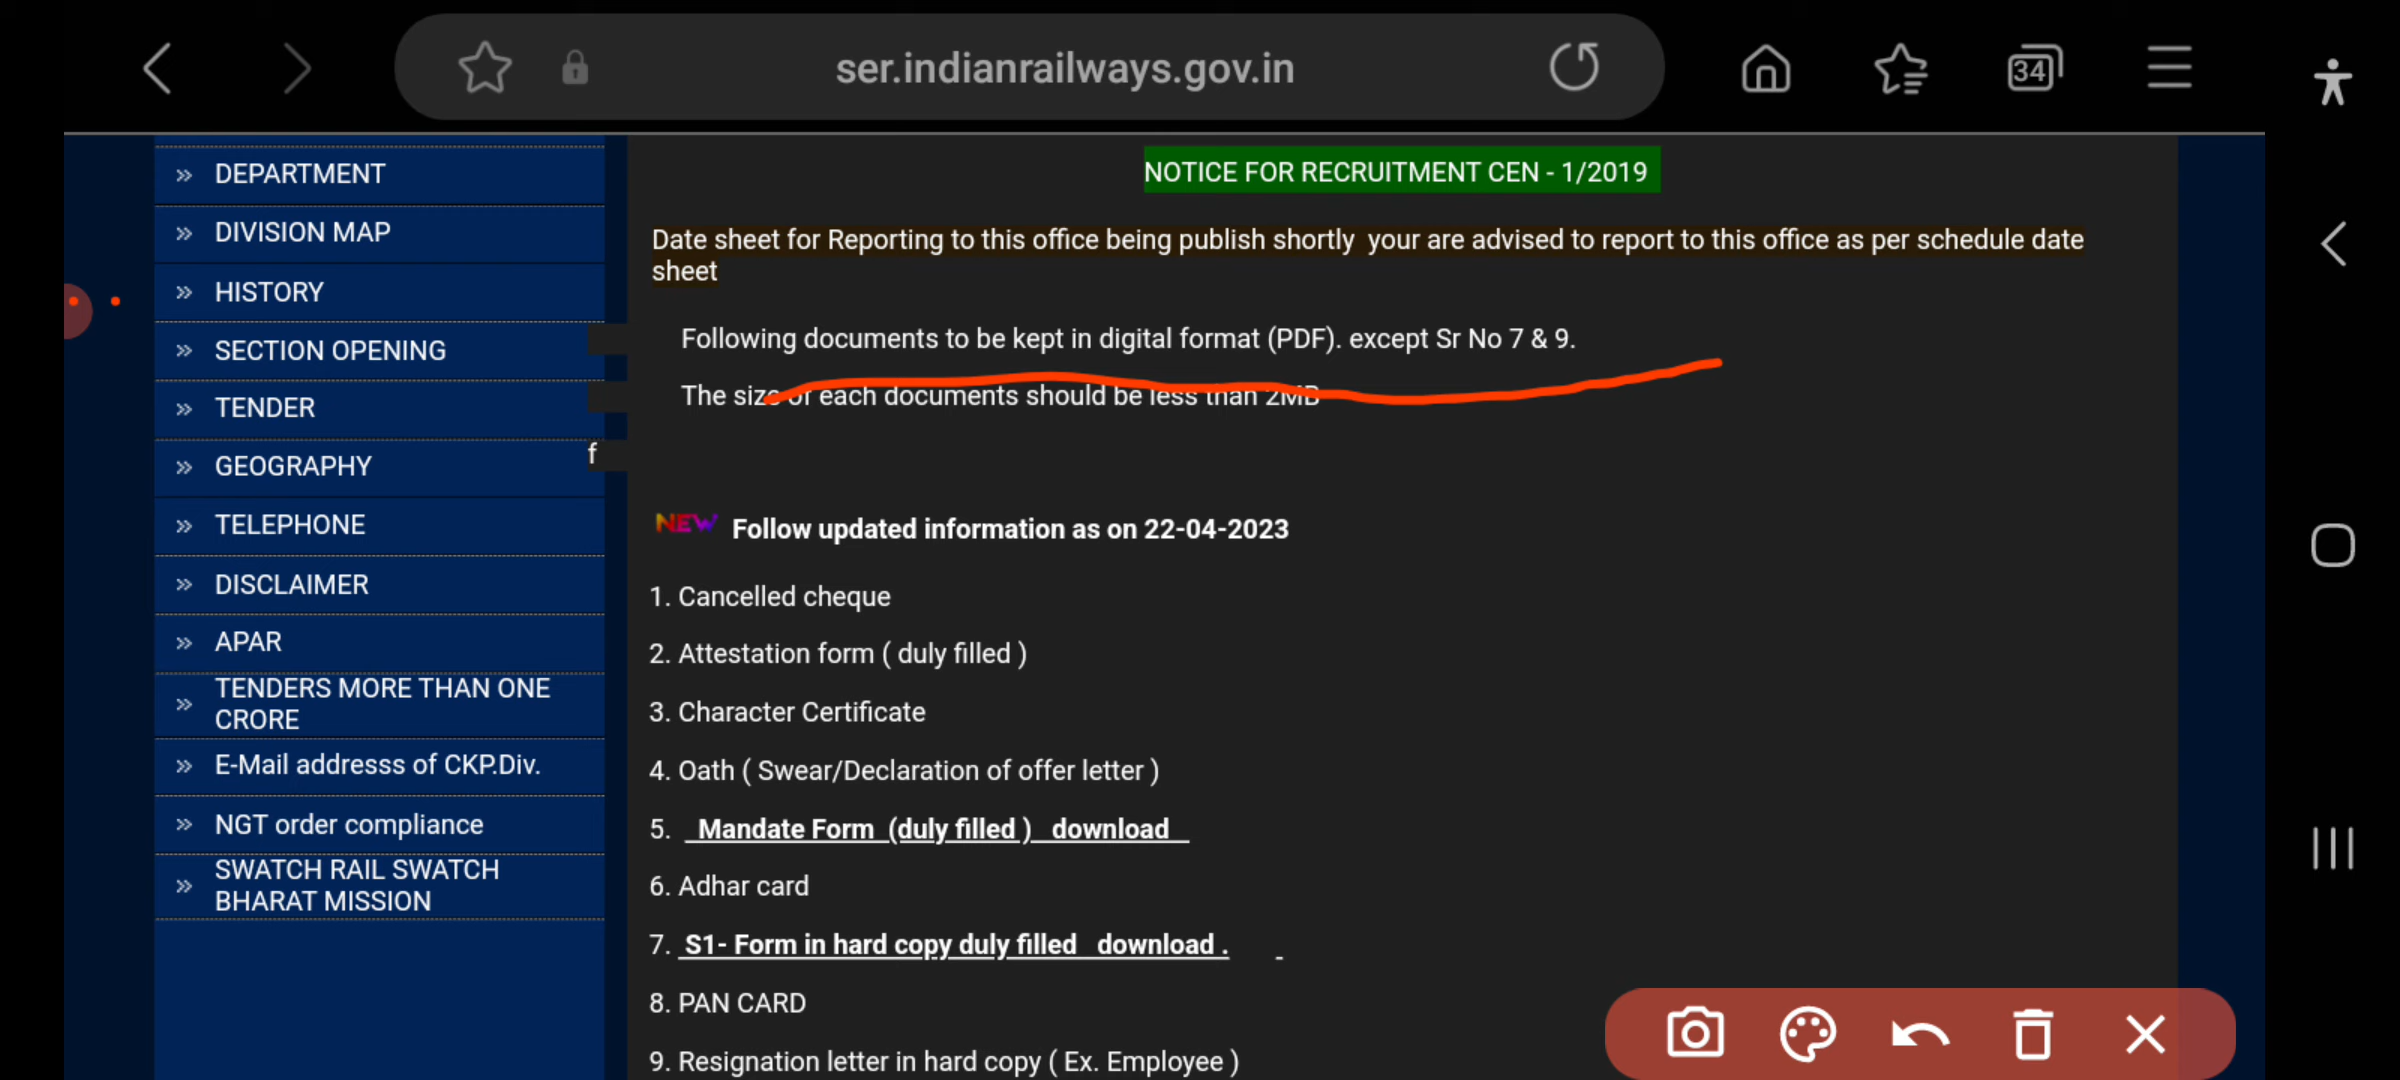 ser.indianrailways.gov.in
34
» DEPARTMENT
» DIVISION MAP
» HISTORY
» SECTION OPENING
» TENDER
» GEOGRAPHY
» TELEPHONE
» DISCLAIMER
» APAR
» TENDERS MORE THAN ONE
CRORE
» E-Mail addresss of CKP.Div.
» NGT order compliance
» SWATCH RAIL SWATCH
BHARAT MISSION
f
NOTICE FOR RECRUITMENT CEN - 1/2019
Date sheet for Reporting to this office being publish shortly your are advised to report to this office as per schedule date
sheet
Following documents to be kept in digital format (PDF). except Sr No 7 & 9.
The size of each documents should be less than 2MB
NEW Follow updated information as on 22-04-2023
1. Cancelled cheque
2. Attestation form ( duly filled )
3. Character Certificate
4. Oath ( Swear/Declaration of offer letter )
5. Mandate Form (duly filled ) download
6. Adhar card
7. S1- Form in hard copy duly filled download . -
8. PAN CARD
9. Resignation letter in hard copy ( Ex. Employee )